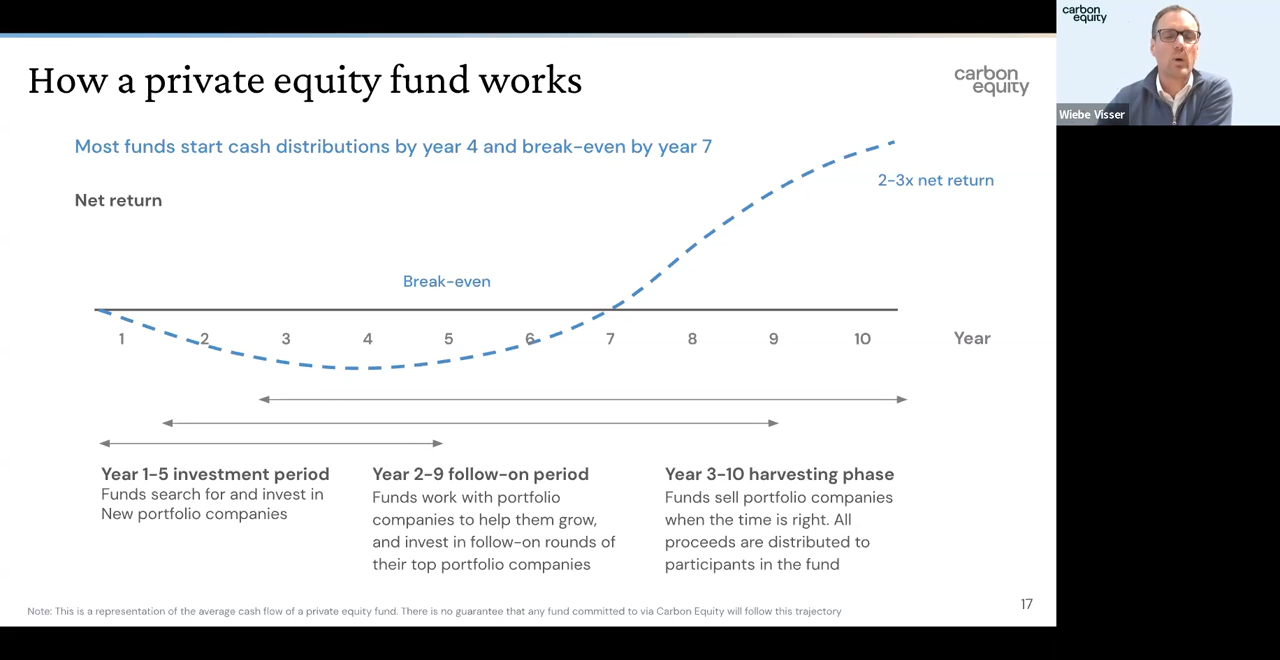 How a private equity fund works
carbon
equity
Most funds start cash distributions by year 4 and break-even by year 7
2-3x net return
Net return
Break-even
1 2 3 4 5 6 7 8 9 10 Year
Year 1-5 investment period
Funds search for and invest in
New portfolio companies
Year 2-9 follow-on period
Funds work with portfolio
companies to help them grow,
and invest in follow-on rounds of
their top portfolio companies
Year 3-10 harvesting phase
Funds sell portfolio companies
when the time is right. All
proceeds are distributed to
participants in the fund
Note: This is a representation of the average cash flow of a private equity fund. There is no guarantee that any fund committed to via Carbon Equity will follow this trajectory
17
carbon
equity
Wiebe Visser